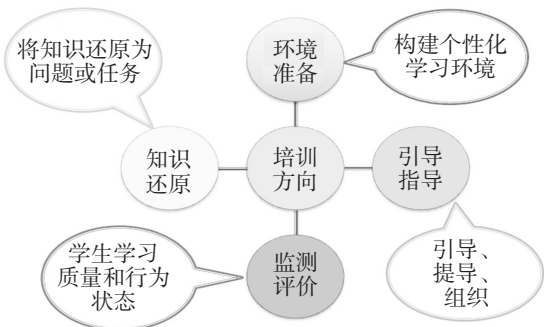 将知识还原为
问题或任务
环境
准备
构建个性化
学习环境
知识
还原
培训
方向
引导
指导
学生学习
质量和行为
状态
监测
评价
引导、
提导、
组织